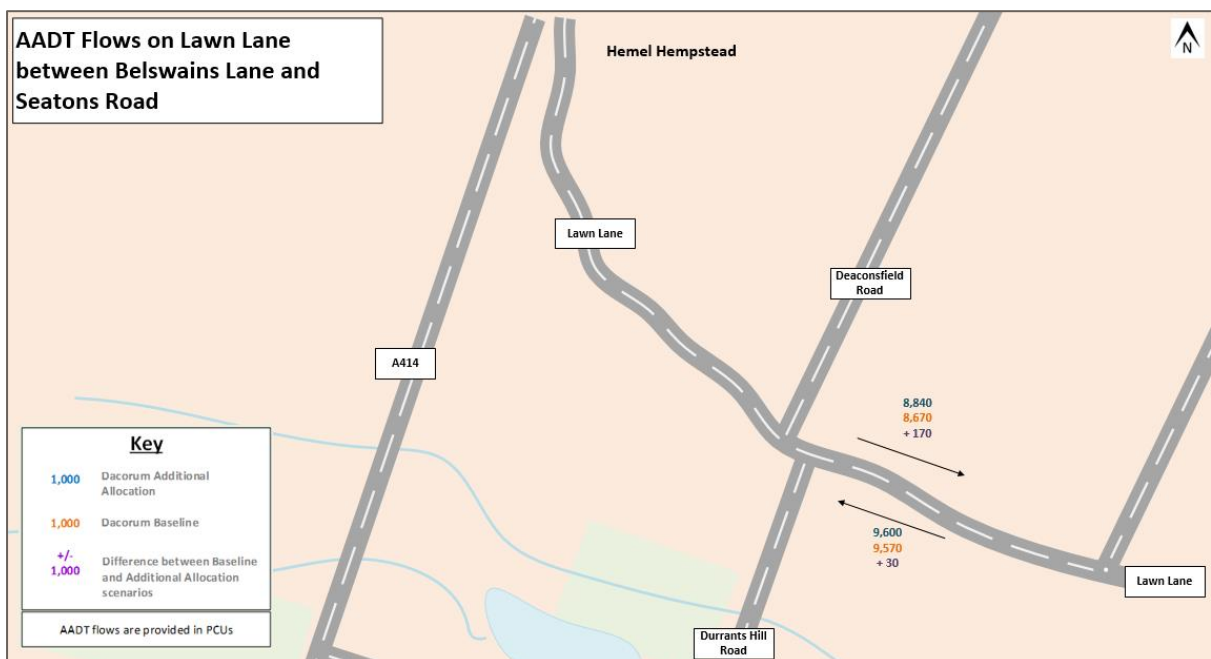 AADT Flows on Lawn Lane
between Belswains Lane and
Seatons Road
Hemel Hempstead
N
Lawn Lane
Deaconsfield
Road
A414
8,840
8,670
+ 170
9,600
9,570
+ 30
Lawn Lane
Durrants Hill
Road
Key
1,000 Dacorum Additional
Allocation
1,000 Dacorum Baseline
+/-
1,000 Difference between Baseline
and Additional Allocation
scenarios
AADT flows are provided in PCUs